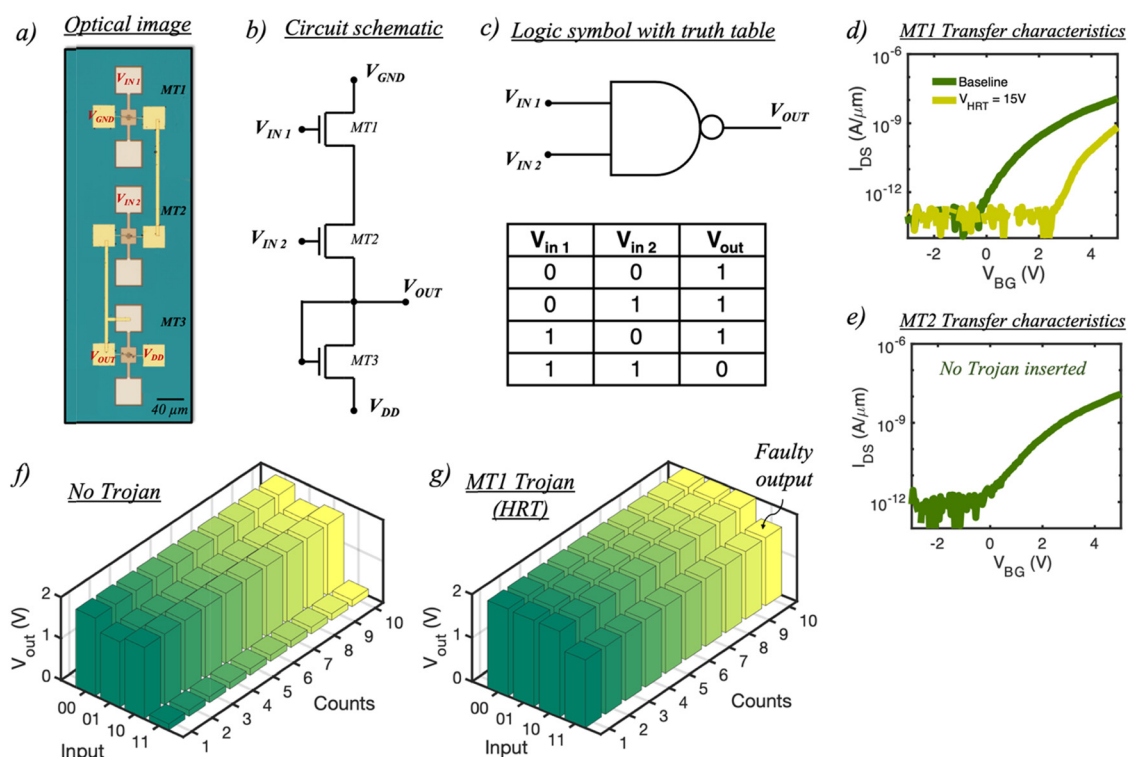 a)
Optical image
V_IN 1
MT1
V_GND
V_IN 2
MT2
MT3
V_OUT
V_DD
40 μm
b)
Circuit schematic
V_GND
V_IN 1
MT1
V_IN 2
MT2
V_OUT
MT3
V_DD
c)
Logic symbol with truth table
V_IN 1
V_IN 2
V_OUT
V_in 1 V_in 2 V_out
0 0 1
0 1 1
1 0 1
1 1 0
d)
MT1 Transfer characteristics
Baseline
V_HRT = 15V
I_DS (A/μm)
10^-6
10^-9
10^-12
-2 0 2 4
V_BG (V)
e)
MT2 Transfer characteristics
No Trojan inserted
I_DS (A/μm)
10^-6
10^-9
10^-12
-2 0 2 4
V_BG (V)
f)
No Trojan
V_out (V)
2
1
0
00 01 10 11
Input
1 2 3 4 5 6 7 8 9 10
Counts
g)
MT1 Trojan
(HRT)
Faulty
output
V_out (V)
2
1
0
00 01 10 11
Input
1 2 3 4 5 6 7 8 9 10
Counts